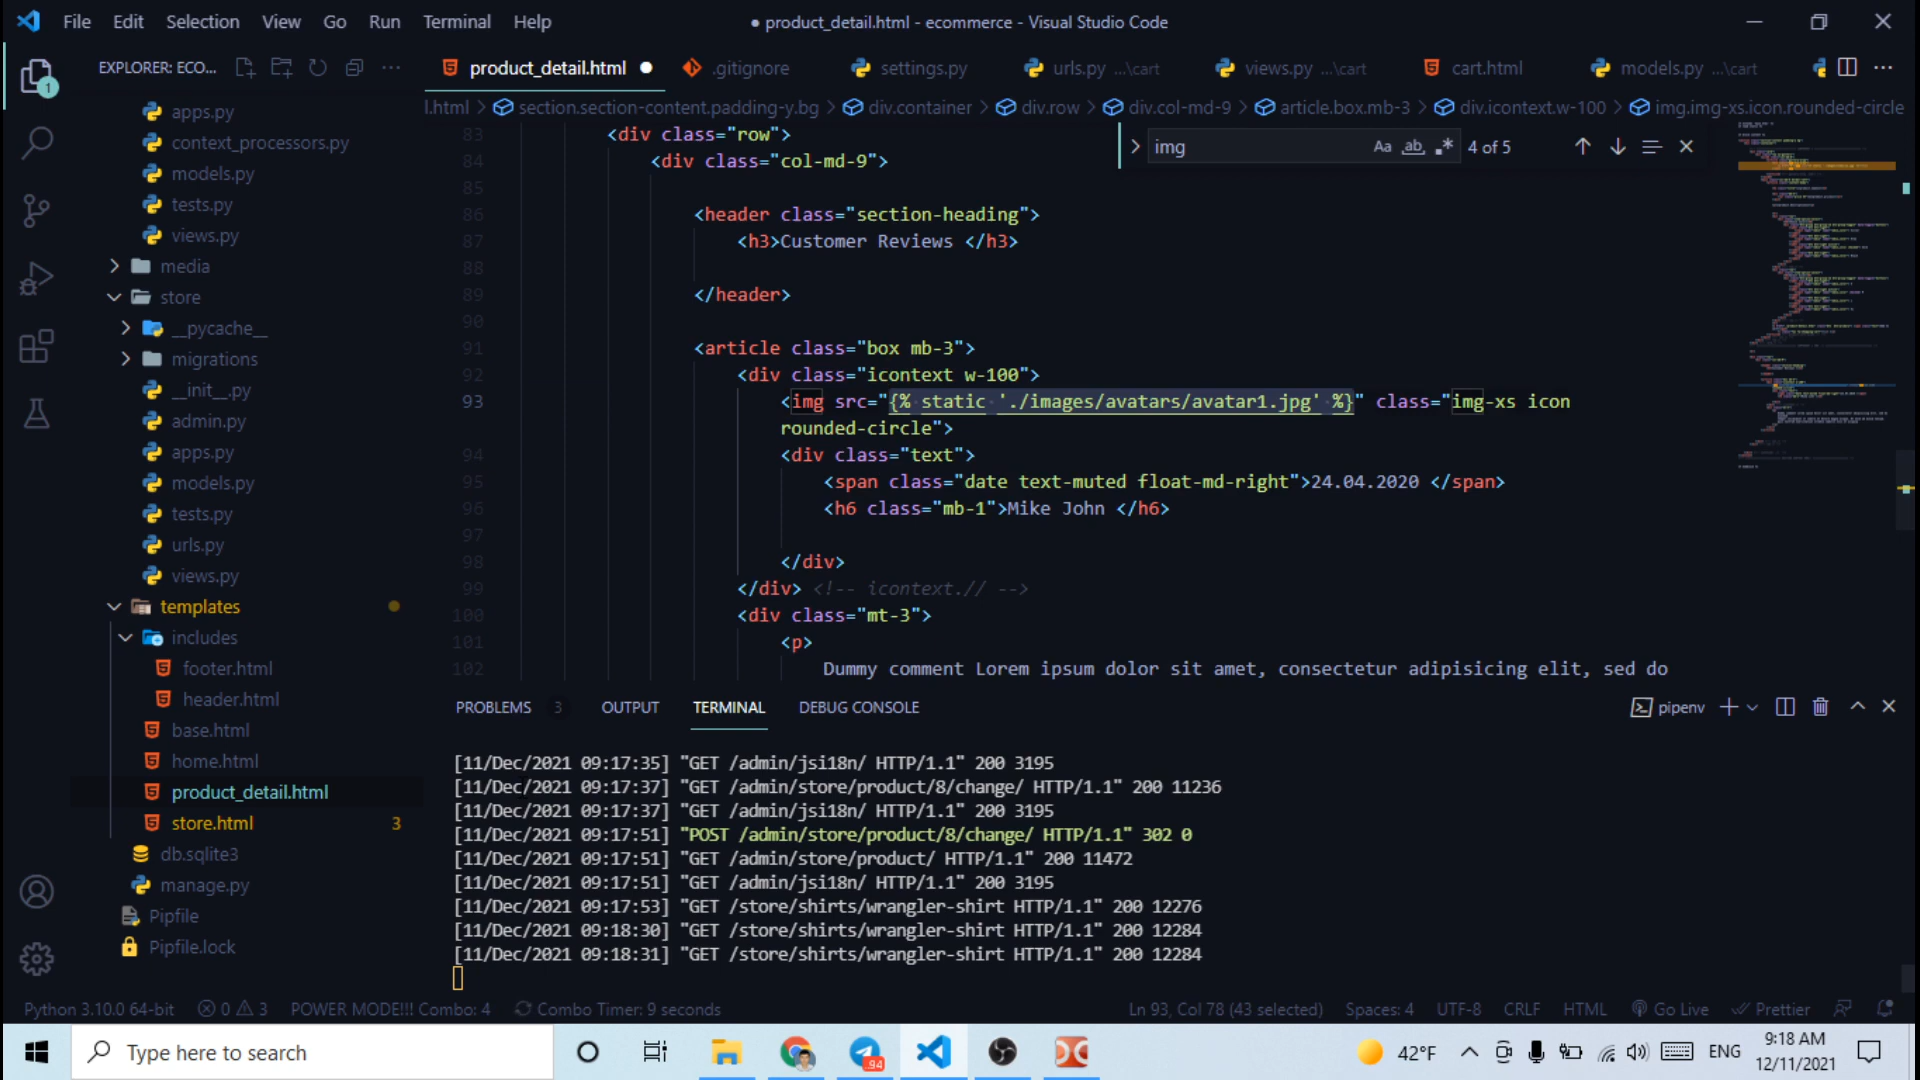 File Edit Selection View Go Run Terminal Help
● product_detail.html - ecommerce - Visual Studio Code
EXPLORER: ECO...
product_detail.html
.gitignore
settings.py
urls.py ...\cart
views.py ...\cart
cart.html
models.py ...\cart
l.html > section.section-content.padding-y.bg > div.container > div.row > div.col-md-9 > article.box.mb-3 > div.icontext.w-100 > img.img-xs.icon.rounded-circle
img
Aa ab 4 of 5
1
apps.py
context_processors.py
models.py
tests.py
views.py
media
store
__pycache__
migrations
__init__.py
admin.py
apps.py
models.py
tests.py
urls.py
views.py
templates
includes
footer.html
header.html
base.html
home.html
product_detail.html
store.html 3
db.sqlite3
manage.py
Pipfile
Pipfile.lock
83 <div class="row">
84 <div class="col-md-9">
85
86 <header class="section-heading">
87 <h3>Customer Reviews </h3>
88
89 </header>
90
91 <article class="box mb-3">
92 <div class="icontext w-100">
93 <img src="{% static './images/avatars/avatar1.jpg' %}" class="img-xs icon
rounded-circle">
94 <div class="text">
95 <span class="date text-muted float-md-right">24.04.2020 </span>
96 <h6 class="mb-1">Mike John </h6>
97
98 </div>
99 </div> <!-- icontext.// -->
100 <div class="mt-3">
101 <p>
102 Dummy comment Lorem ipsum dolor sit amet, consectetur adipisicing elit, sed do
PROBLEMS 3 OUTPUT TERMINAL DEBUG CONSOLE
pipenv
[11/Dec/2021 09:17:35] "GET /admin/jsi18n/ HTTP/1.1" 200 3195
[11/Dec/2021 09:17:37] "GET /admin/store/product/8/change/ HTTP/1.1" 200 11236
[11/Dec/2021 09:17:37] "GET /admin/jsi18n/ HTTP/1.1" 200 3195
[11/Dec/2021 09:17:51] "POST /admin/store/product/8/change/ HTTP/1.1" 302 0
[11/Dec/2021 09:17:51] "GET /admin/store/product/ HTTP/1.1" 200 11472
[11/Dec/2021 09:17:51] "GET /admin/jsi18n/ HTTP/1.1" 200 3195
[11/Dec/2021 09:17:53] "GET /store/shirts/wrangler-shirt HTTP/1.1" 200 12276
[11/Dec/2021 09:18:30] "GET /store/shirts/wrangler-shirt HTTP/1.1" 200 12284
[11/Dec/2021 09:18:31] "GET /store/shirts/wrangler-shirt HTTP/1.1" 200 12284
Python 3.10.0 64-bit 0 3 POWER MODE!!! Combo: 4 Combo Timer: 9 seconds
Ln 93, Col 78 (43 selected) Spaces: 4 UTF-8 CRLF HTML Go Live Prettier
Type here to search
94
42°F
ENG
9:18 AM
12/11/2021